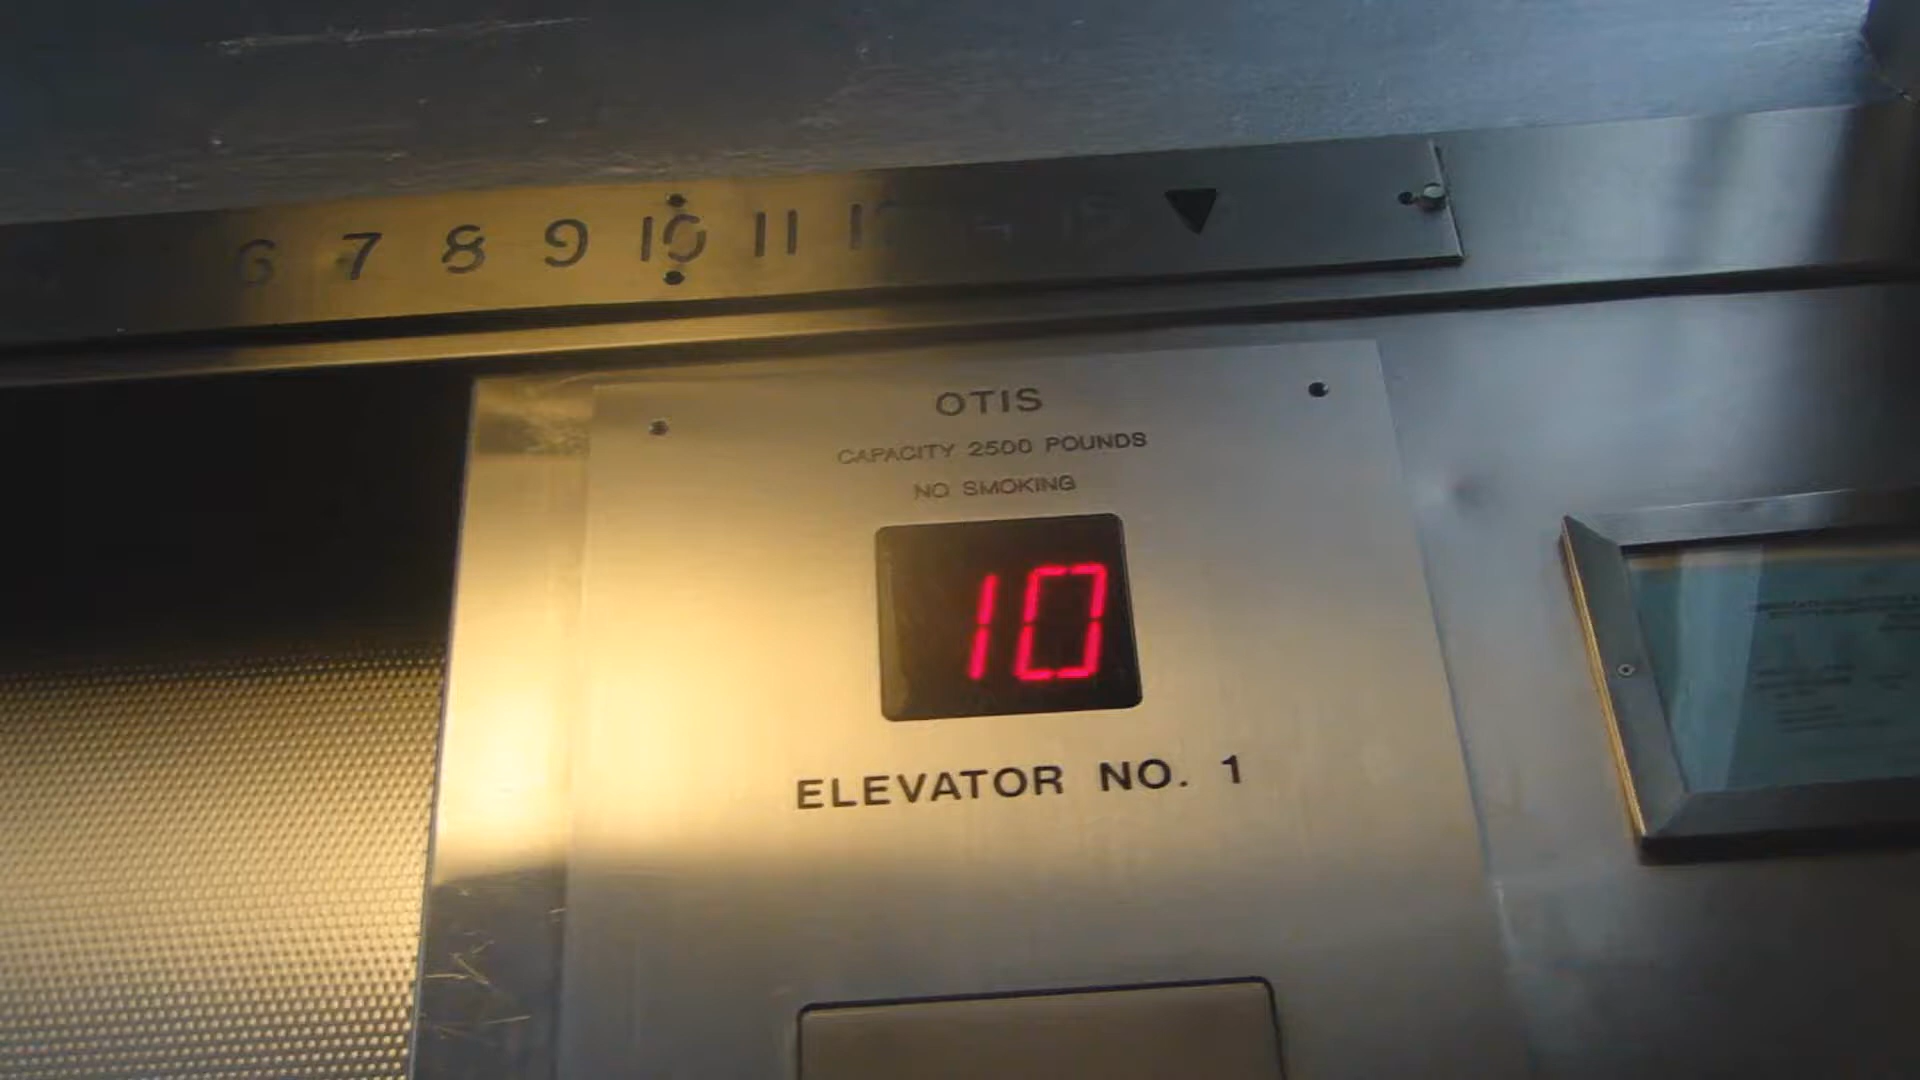 6 7 8 9 10 11
OTIS
CAPACITY 2500 POUNDS
NO SMOKING
10
ELEVATOR NO. 1